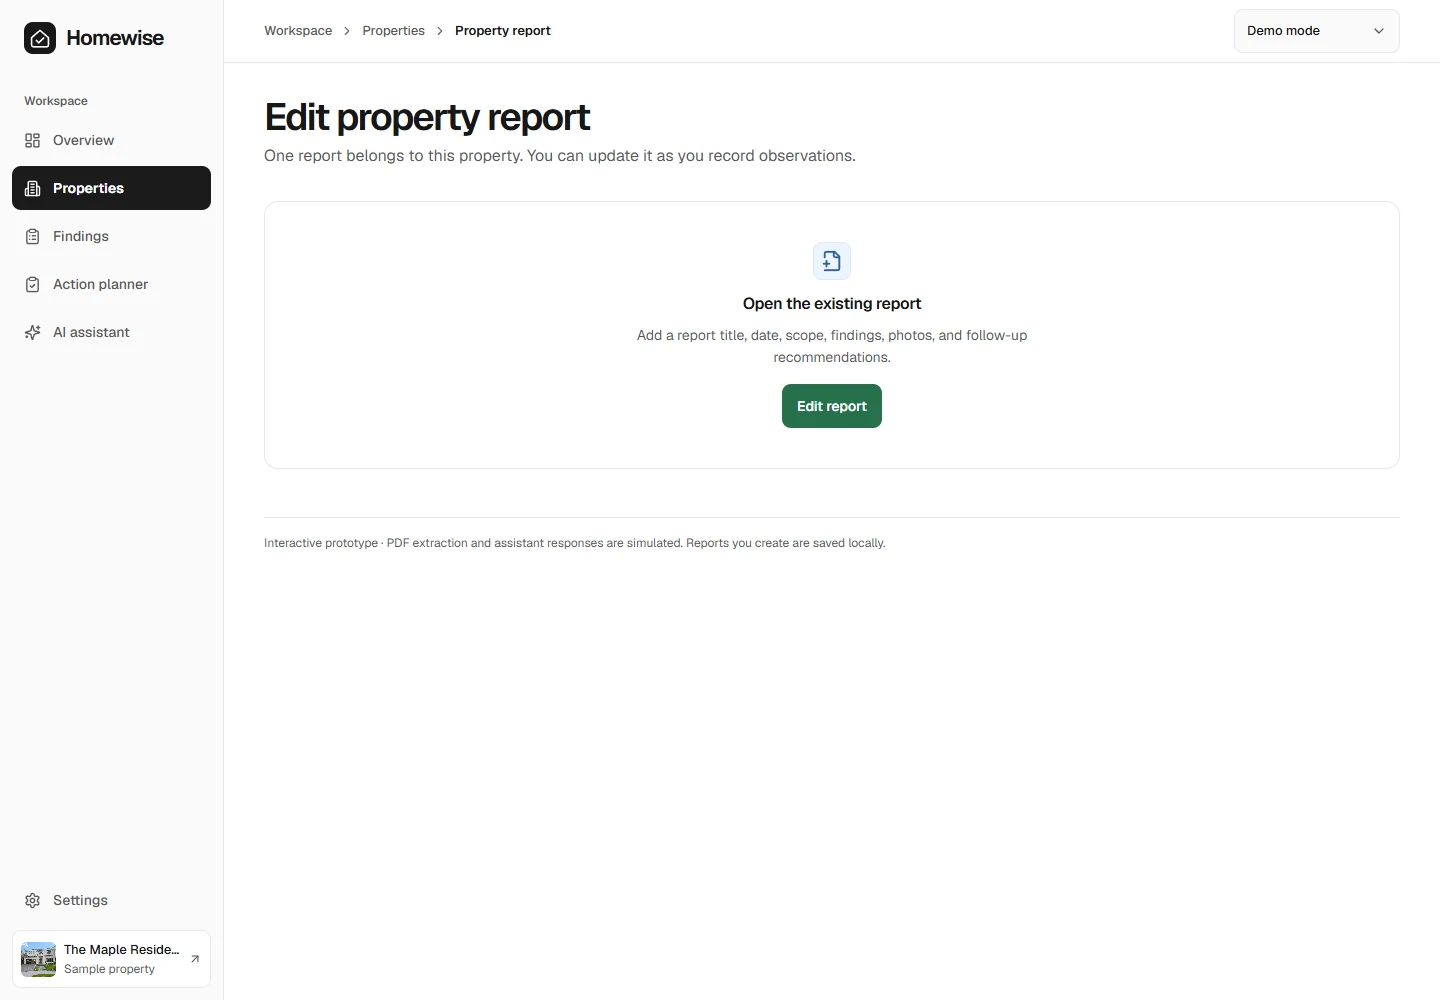 Homewise
Workspace
Overview
Properties
Findings
Action planner
AI assistant
Settings
The Maple Reside...
Sample property
Workspace > Properties > Property report
Demo mode
Edit property report
One report belongs to this property. You can update it as you record observations.
Open the existing report
Add a report title, date, scope, findings, photos, and follow-up
recommendations.
Edit report
Interactive prototype · PDF extraction and assistant responses are simulated. Reports you create are saved locally.